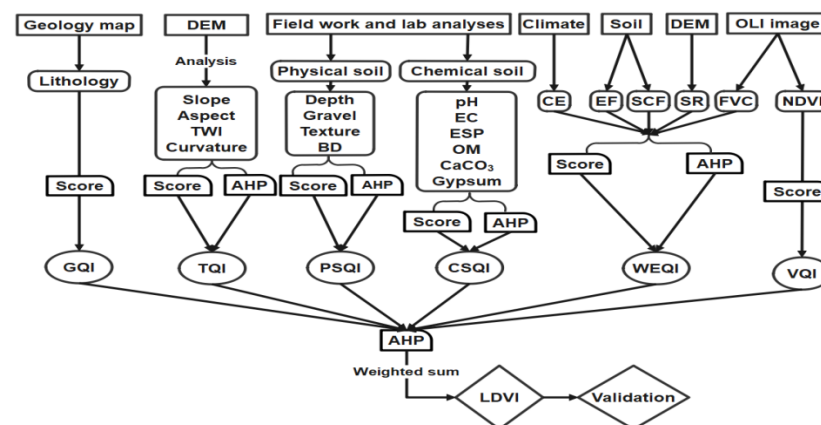 Geology map
DEM
Field work and lab analyses
Climate
Soil
DEM
OLI image
Analysis
Lithology
Physical soil
Chemical soil
Slope
Aspect
TWI
Curvature
Depth
Gravel
Texture
BD
pH
EC
ESP
OM
CaCO₃
Gypsum
CE
EF
SCF
SR
FVC
NDVI
Score
Score
AHP
Score
AHP
Score
AHP
Score
AHP
Score
GQI
TQI
PSQI
CSQI
WEQI
VQI
AHP
Weighted sum
LDVI
Validation